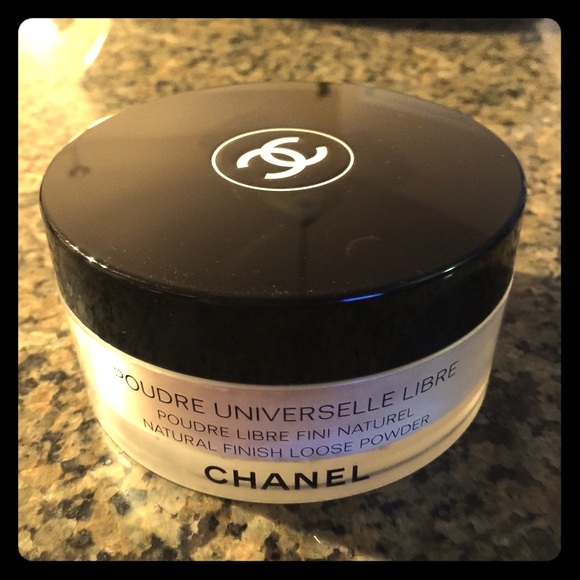 POUDRE UNIVERSELLE LIBRE
POUDRE LIBRE FINI NATUREL
NATURAL FINISH LOOSE POWDER
CHANEL